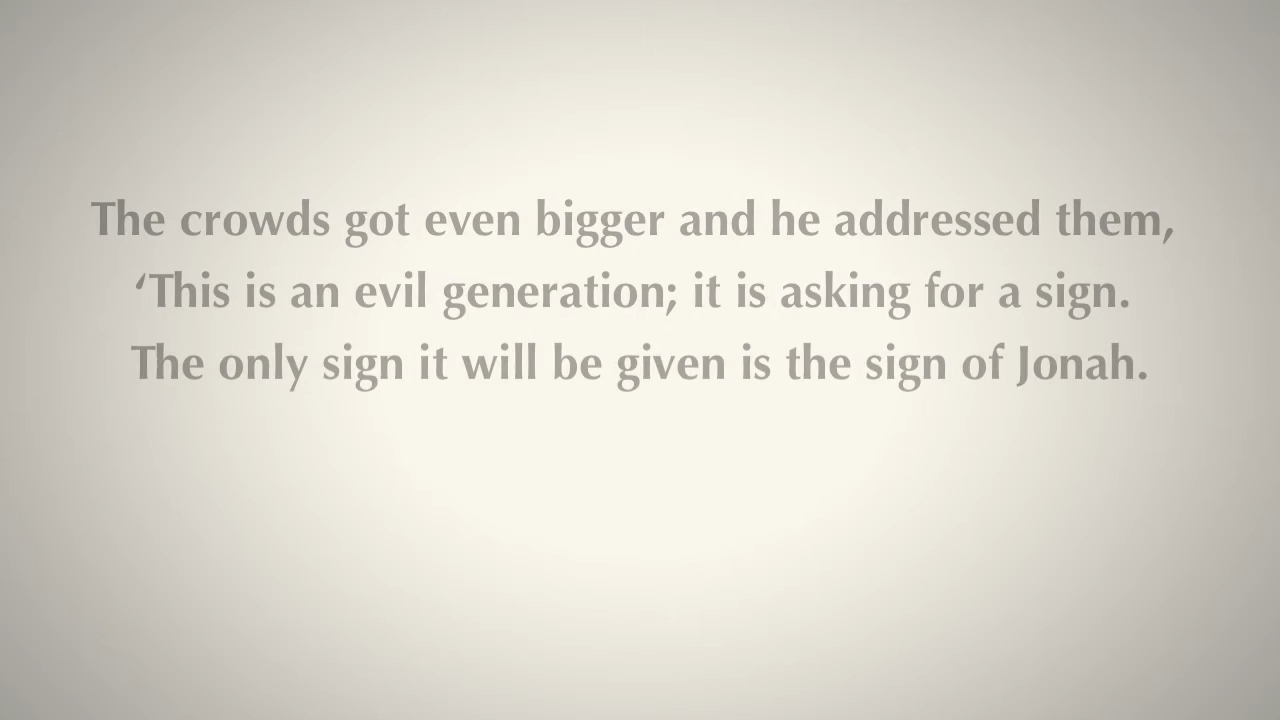 The crowds got even bigger and he addressed them,
‘This is an evil generation; it is asking for a sign.
The only sign it will be given is the sign of Jonah.